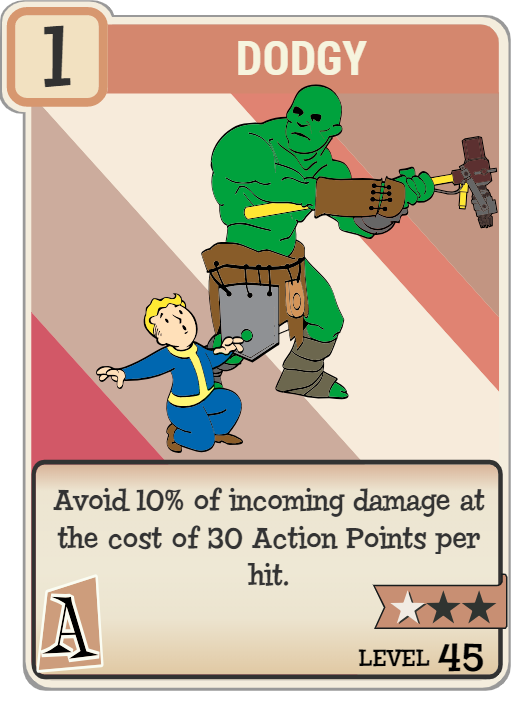 1
DODGY
Avoid 10% of incoming damage at
the cost of 30 Action Points per
hit.
A
LEVEL 45